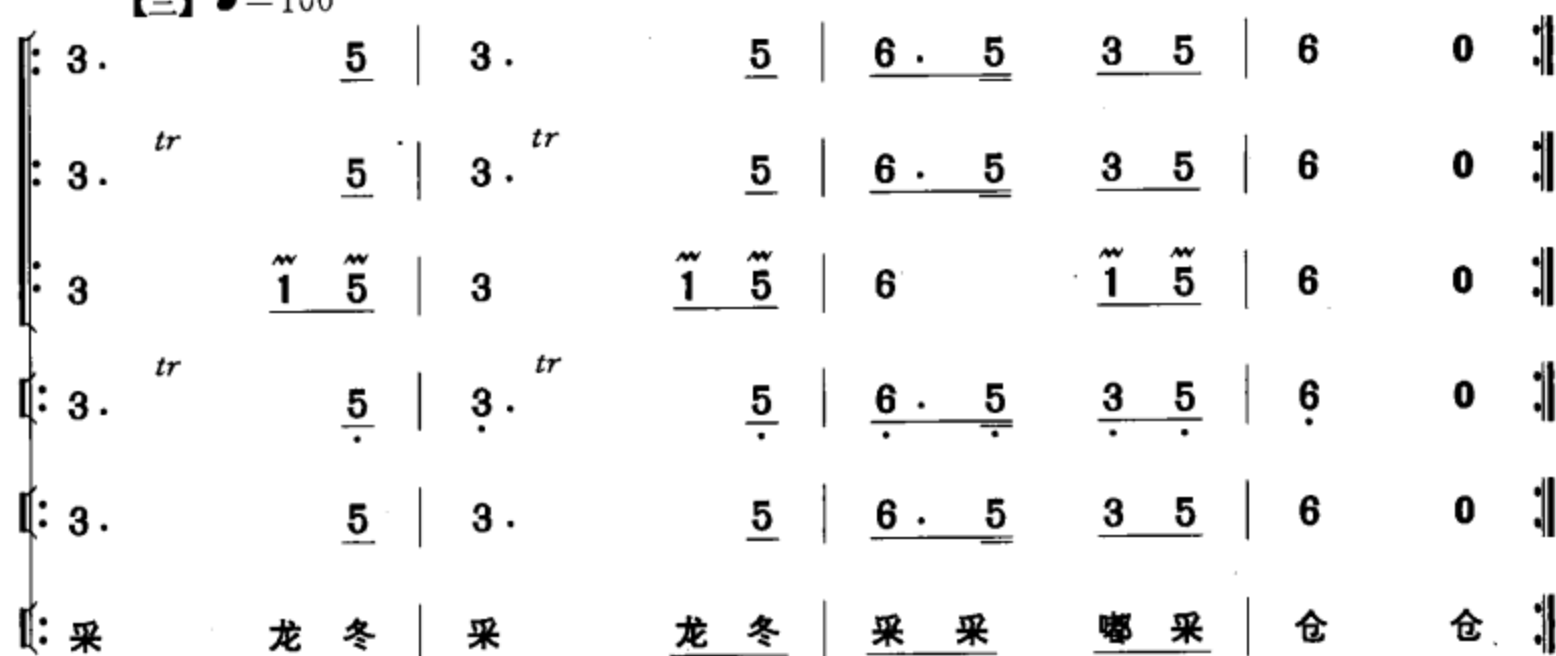 【三】 ♩=100
‖: 3. 5 | 3. 5 | 6. 5 3 5 | 6 0 :‖
tr tr
‖: 3. 5 | 3. 5 | 6. 5 3 5 | 6 0 :‖
‖: 3 1 5 | 3 1 5 | 6 1 5 | 6 0 :‖
tr tr
‖: 3. 5̣ | 3̣. 5̣ | 6̣. 5̣ 3̣ 5̣ | 6̣ 0 :‖
‖: 3. 5 | 3. 5 | 6. 5 3 5 | 6 0 :‖
‖: 采 龙 冬 | 采 龙 冬 | 采 采 嘟 采 | 仓 仓 :‖